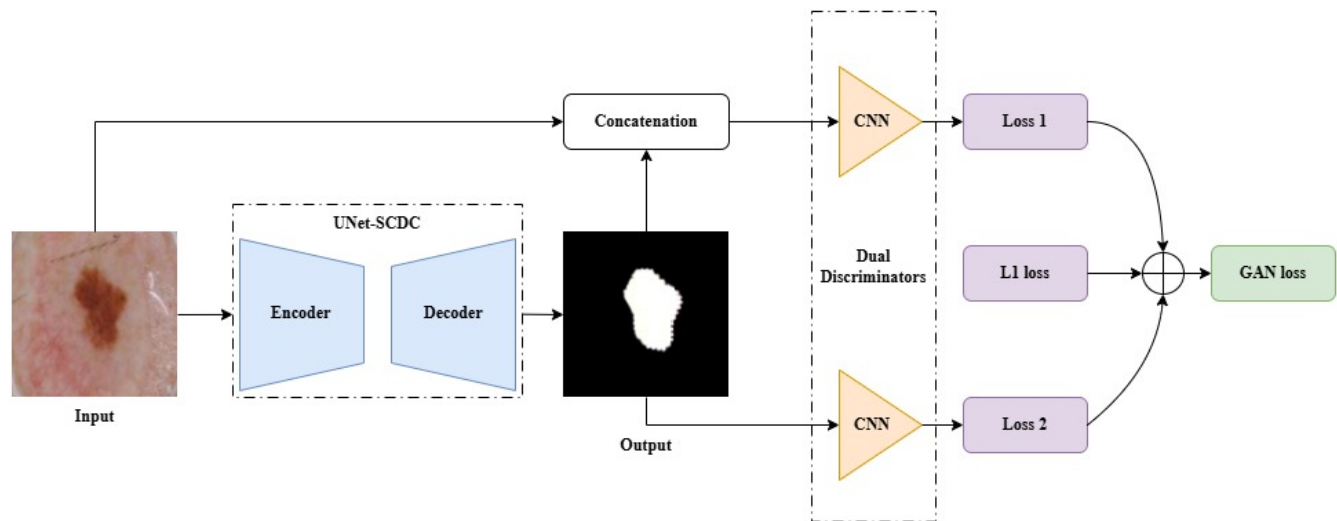 Concatenation
CNN
Loss 1
UNet-SCDC
Encoder
Decoder
Dual
Discriminators
L1 loss
GAN loss
Input
Output
CNN
Loss 2